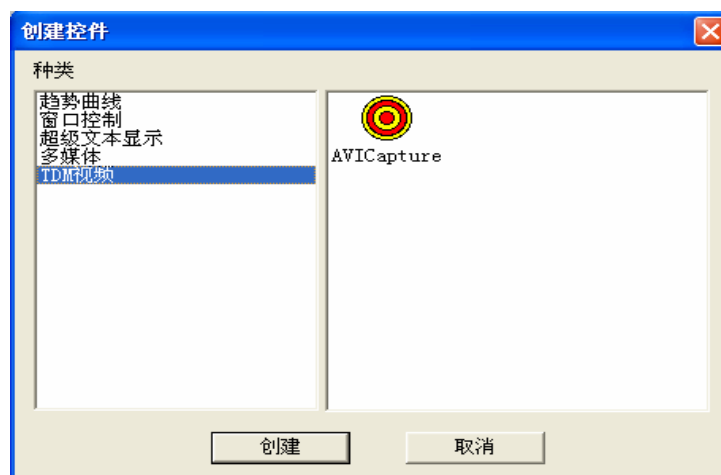 创建控件
种类
趋势曲线
窗口控制
超级文本显示
多媒体
TDM视频
AVICapture
创建
取消